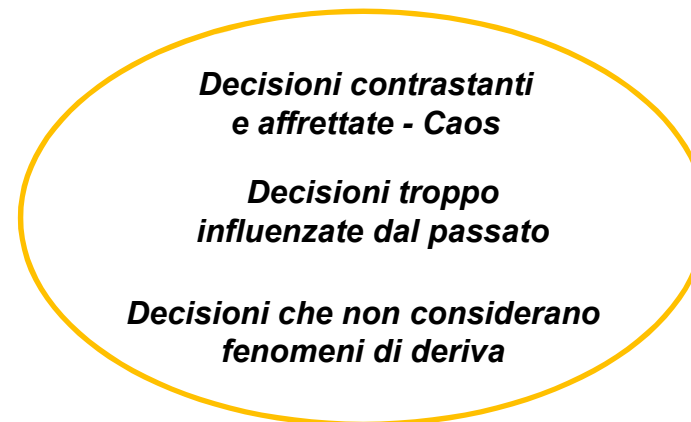 Decisioni contrastanti
e affrettate - Caos
Decisioni troppo
influenzate dal passato
Decisioni che non considerano
fenomeni di deriva